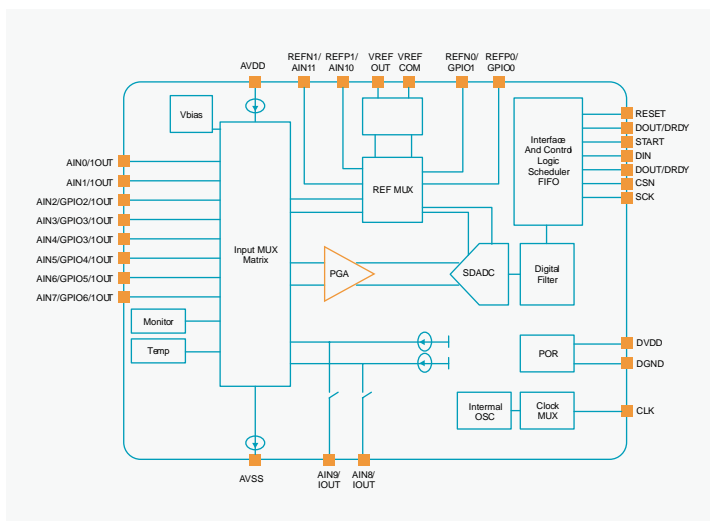 REFN1/
AIN11
REFP1/
AIN10
VREF
OUT
VREF
COM
REFN0/
GPIO1
REFP0/
GPIO0
AVDD
Vbias
Interface
And Control
Logic
Scheduler
FIFO
RESET
DOUT/DRDY
START
DIN
DOUT/DRDY
CSN
SCK
AIN0/1OUT
AIN1/1OUT
AIN2/GPIO2/1OUT
AIN3/GPIO3/1OUT
AIN4/GPIO3/1OUT
AIN5/GPIO4/1OUT
AIN6/GPIO5/1OUT
AIN7/GPIO6/1OUT
REF MUX
Input MUX
Matrix
PGA
SDADC
Digital
Filter
Monitor
Temp
POR
DVDD
DGND
Intermal
OSC
Clock
MUX
CLK
AVSS
AIN9/
IOUT
AIN8/
IOUT